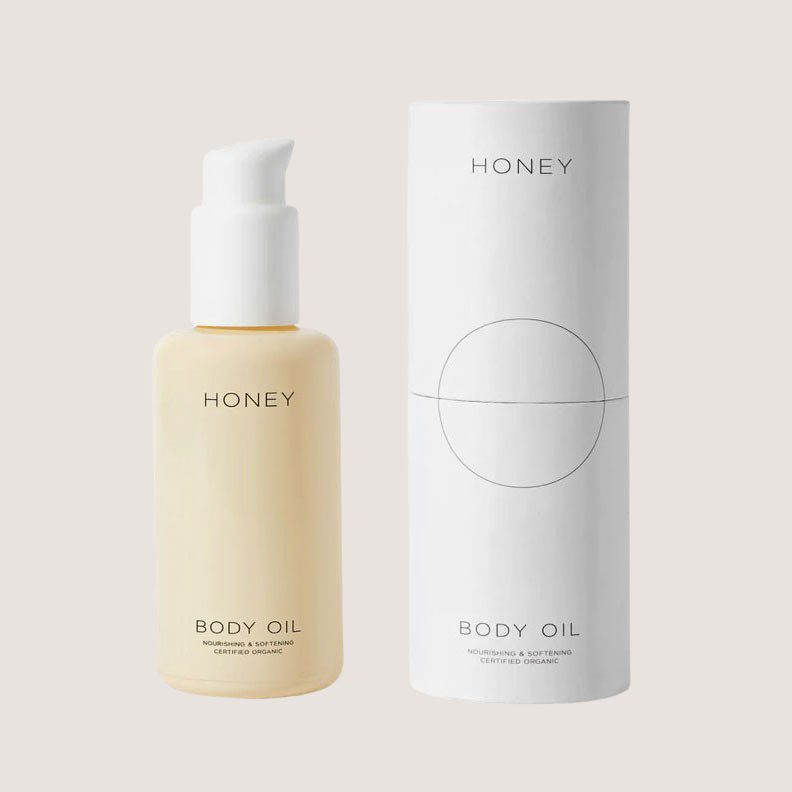 HONEY
BODY OIL
NOURISHING & SOFTENING
CERTIFIED ORGANIC
HONEY
BODY OIL
NOURISHING & SOFTENING
CERTIFIED ORGANIC